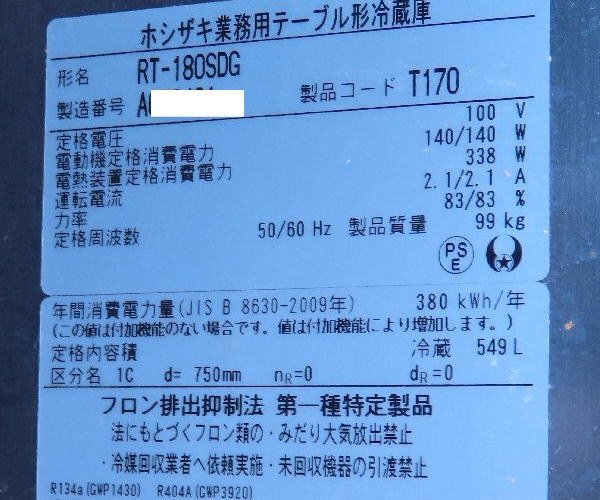 ホシザキ業務用テーブル形冷蔵庫
形名 RT-180SDG
製造番号 製品コード T170
定格電圧 100 V
電動機定格消費電力 140/140 W
電熱装置定格消費電力 338 W
運転電流 2.1/2.1 A
力率 83/83 %
定格周波数 50/60 Hz 製品質量 99 kg
PS
E
年間消費電力量(JIS B 8630-2009年) 380 kWh/年
(この値は付加機能のない場合です。値は付加機能により増加します。)
定格内容積 冷蔵 549 L
区分名 1C d= 750mm nR=0 dR=0
フロン排出抑制法 第一種特定製品
法にもとづくフロン類の・みだり大気放出禁止
・冷媒回収業者へ依頼実施・未回収機器の引渡禁止
R134a(GWP1430) R404A(GWP3920)